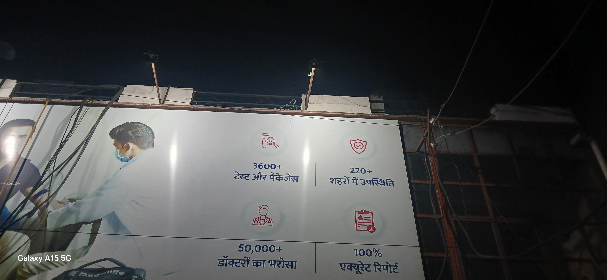 3600+
टेस्ट और पैकेजेस
220+
शहरों में उपस्थिति
50,000+
डॉक्टरों का भरोसा
100%
एक्यूरेट रिपोर्ट
Galaxy A15 5G